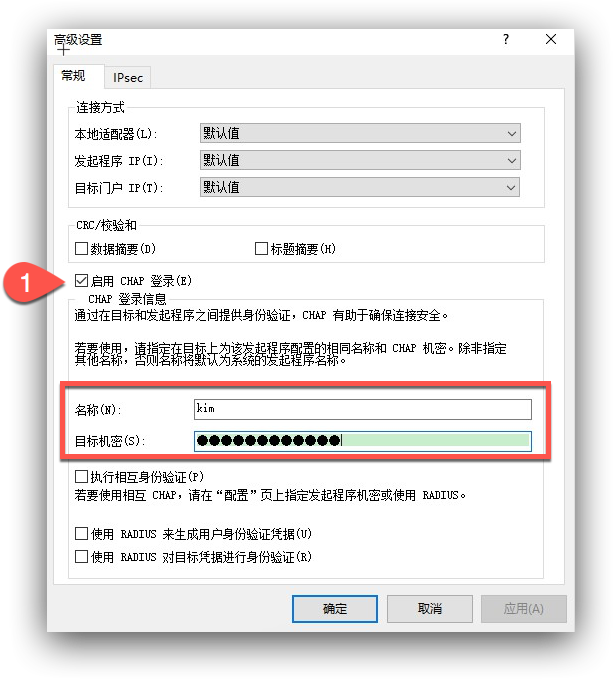 高级设置
?
常规
IPsec
连接方式
本地适配器(L):
默认值
发起程序 IP(I):
默认值
目标门户 IP(T):
默认值
CRC/校验和
数据摘要(D)
标题摘要(H)
1
启用 CHAP 登录(E)
CHAP 登录信息
通过在目标和发起程序之间提供身份验证，CHAP 有助于确保连接安全。
若要使用，请指定在目标上为该发起程序配置的相同名称和 CHAP 机密。除非指定
其他名称，否则名称将默认为系统的发起程序名称。
名称(N):
kim
目标机密(S):
●●●●●●●●●●●●
执行相互身份验证(P)
若要使用相互 CHAP，请在“配置”页上指定发起程序机密或使用 RADIUS。
使用 RADIUS 来生成用户身份验证凭据(U)
使用 RADIUS 对目标凭据进行身份验证(R)
确定
取消
应用(A)